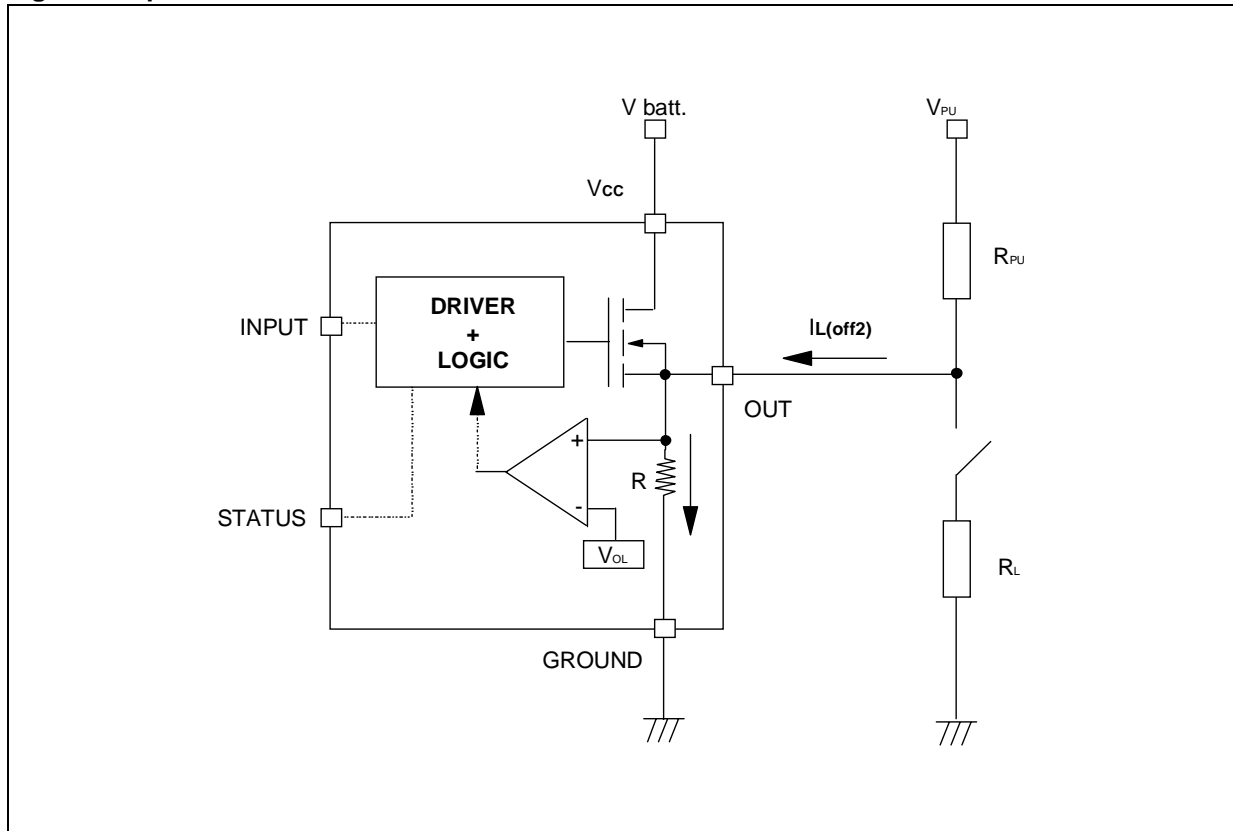 V batt.
VPU
Vcc
RPU
DRIVER
+
LOGIC
INPUT
IL(off2)
OUT
+
R
-
STATUS
VOL
RL
GROUND